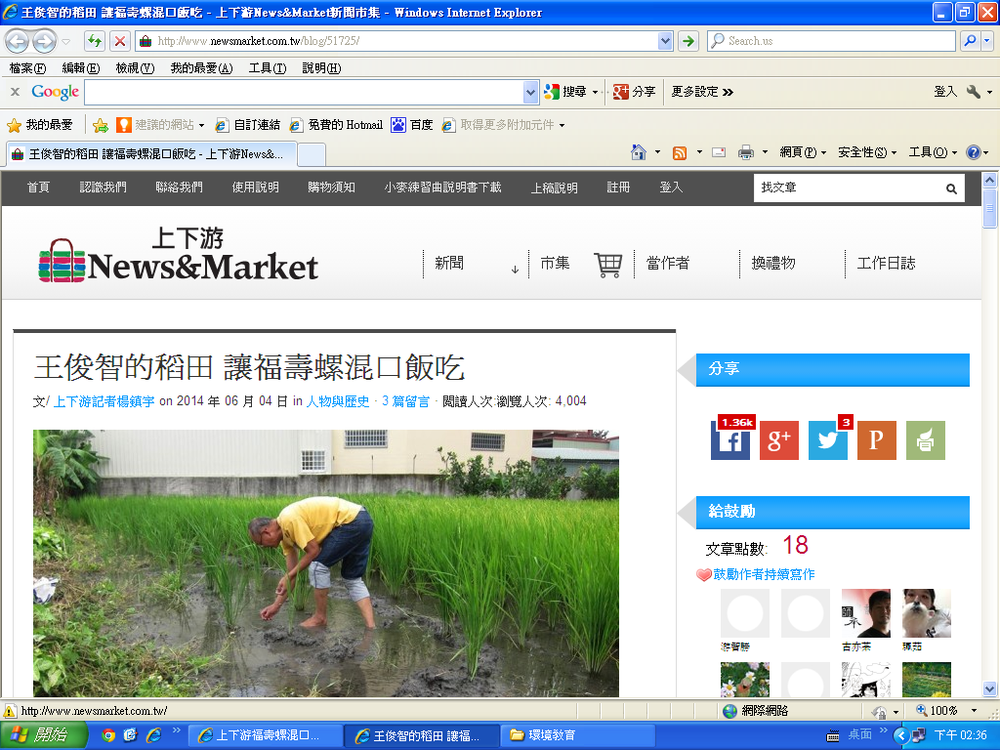 王俊智的稻田 讓福壽螺混口飯吃 - 上下游News&Market新聞市集 - Windows Internet Explorer
http://www.newsmarket.com.tw/blog/51725/
Search.us
檔案(F) 編輯(E) 檢視(V) 我的最愛(A) 工具(T) 說明(H)
x Google 搜尋 分享 更多設定 » 登入
我的最愛 建議的網站 自訂連結 免費的 Hotmail 百度 取得更多附加元件
王俊智的稻田 讓福壽螺混口飯吃 - 上下游News&...
網頁(P) 安全性(S) 工具(O)
首頁 認識我們 聯絡我們 使用說明 購物須知 小麥練習曲說明書下載 上稿說明 註冊 登入 找文章
上下游
News&Market
新聞 ↓ 市集 當作者 換禮物 工作日誌
王俊智的稻田 讓福壽螺混口飯吃
文/ 上下游記者楊鎮宇 on 2014 年 06 月 04 日 in 人物與歷史 · 3 篇留言 · 閱讀人次:瀏覽人次: 4,004
分享
1.36k 3
f g+ P
給鼓勵
文章點數: 18
鼓勵作者持續寫作
游智勝 古亦茶
http://www.newsmarket.com.tw/ 網際網路 100%
開始 » 上下游福壽螺混口... 王俊智的稻田 讓福... 環境教育 桌面 » 下午 02:36